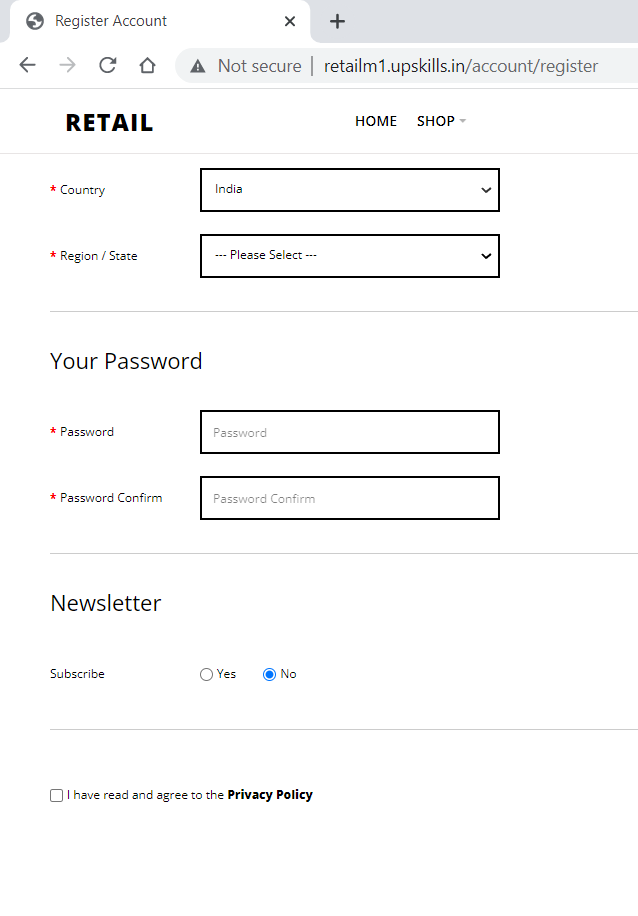 Register Account
Not secure | retailm1.upskills.in/account/register
RETAIL HOME SHOP
* Country India
* Region / State --- Please Select ---
Your Password
* Password Password
* Password Confirm Password Confirm
Newsletter
Subscribe Yes No
I have read and agree to the Privacy Policy